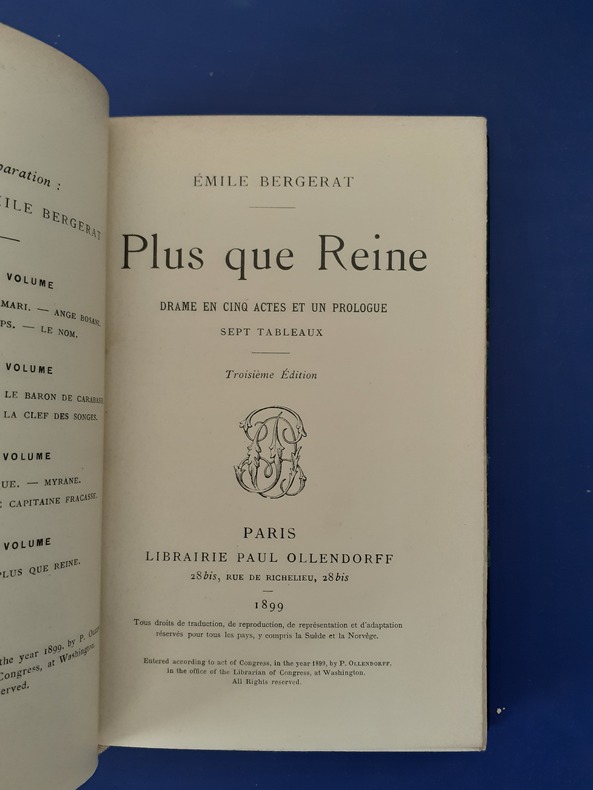 paration :
ILE BERGERAT
VOLUME
MARI. — ANGE BOSANI.
PS. — LE NOM.
VOLUME
LE BARON DE
LA CLEF DES SONGES.
VOLUME
UE. — MYRANE.
CAPITAINE FRACASSE.
VOLUME
PLUS QUE REINE.
the year 1899, by P.
Congress, at Washington.
served.
ÉMILE BERGERAT
Plus que Reine
DRAME EN CINQ ACTES ET UN PROLOGUE
SEPT TABLEAUX
Troisième Édition
PARIS
LIBRAIRIE PAUL OLLENDORFF
28bis, RUE DE RICHELIEU, 28bis
1899
Tous droits de traduction, de reproduction, de représentation et d'adaptation
réservés pour tous les pays, y compris la Suède et la Norvège.
Entered according to act of Congress, in the year 1899, by P. OLLENDORFF,
in the office of the Librarian of Congress, at Washington.
All Rights reserved.